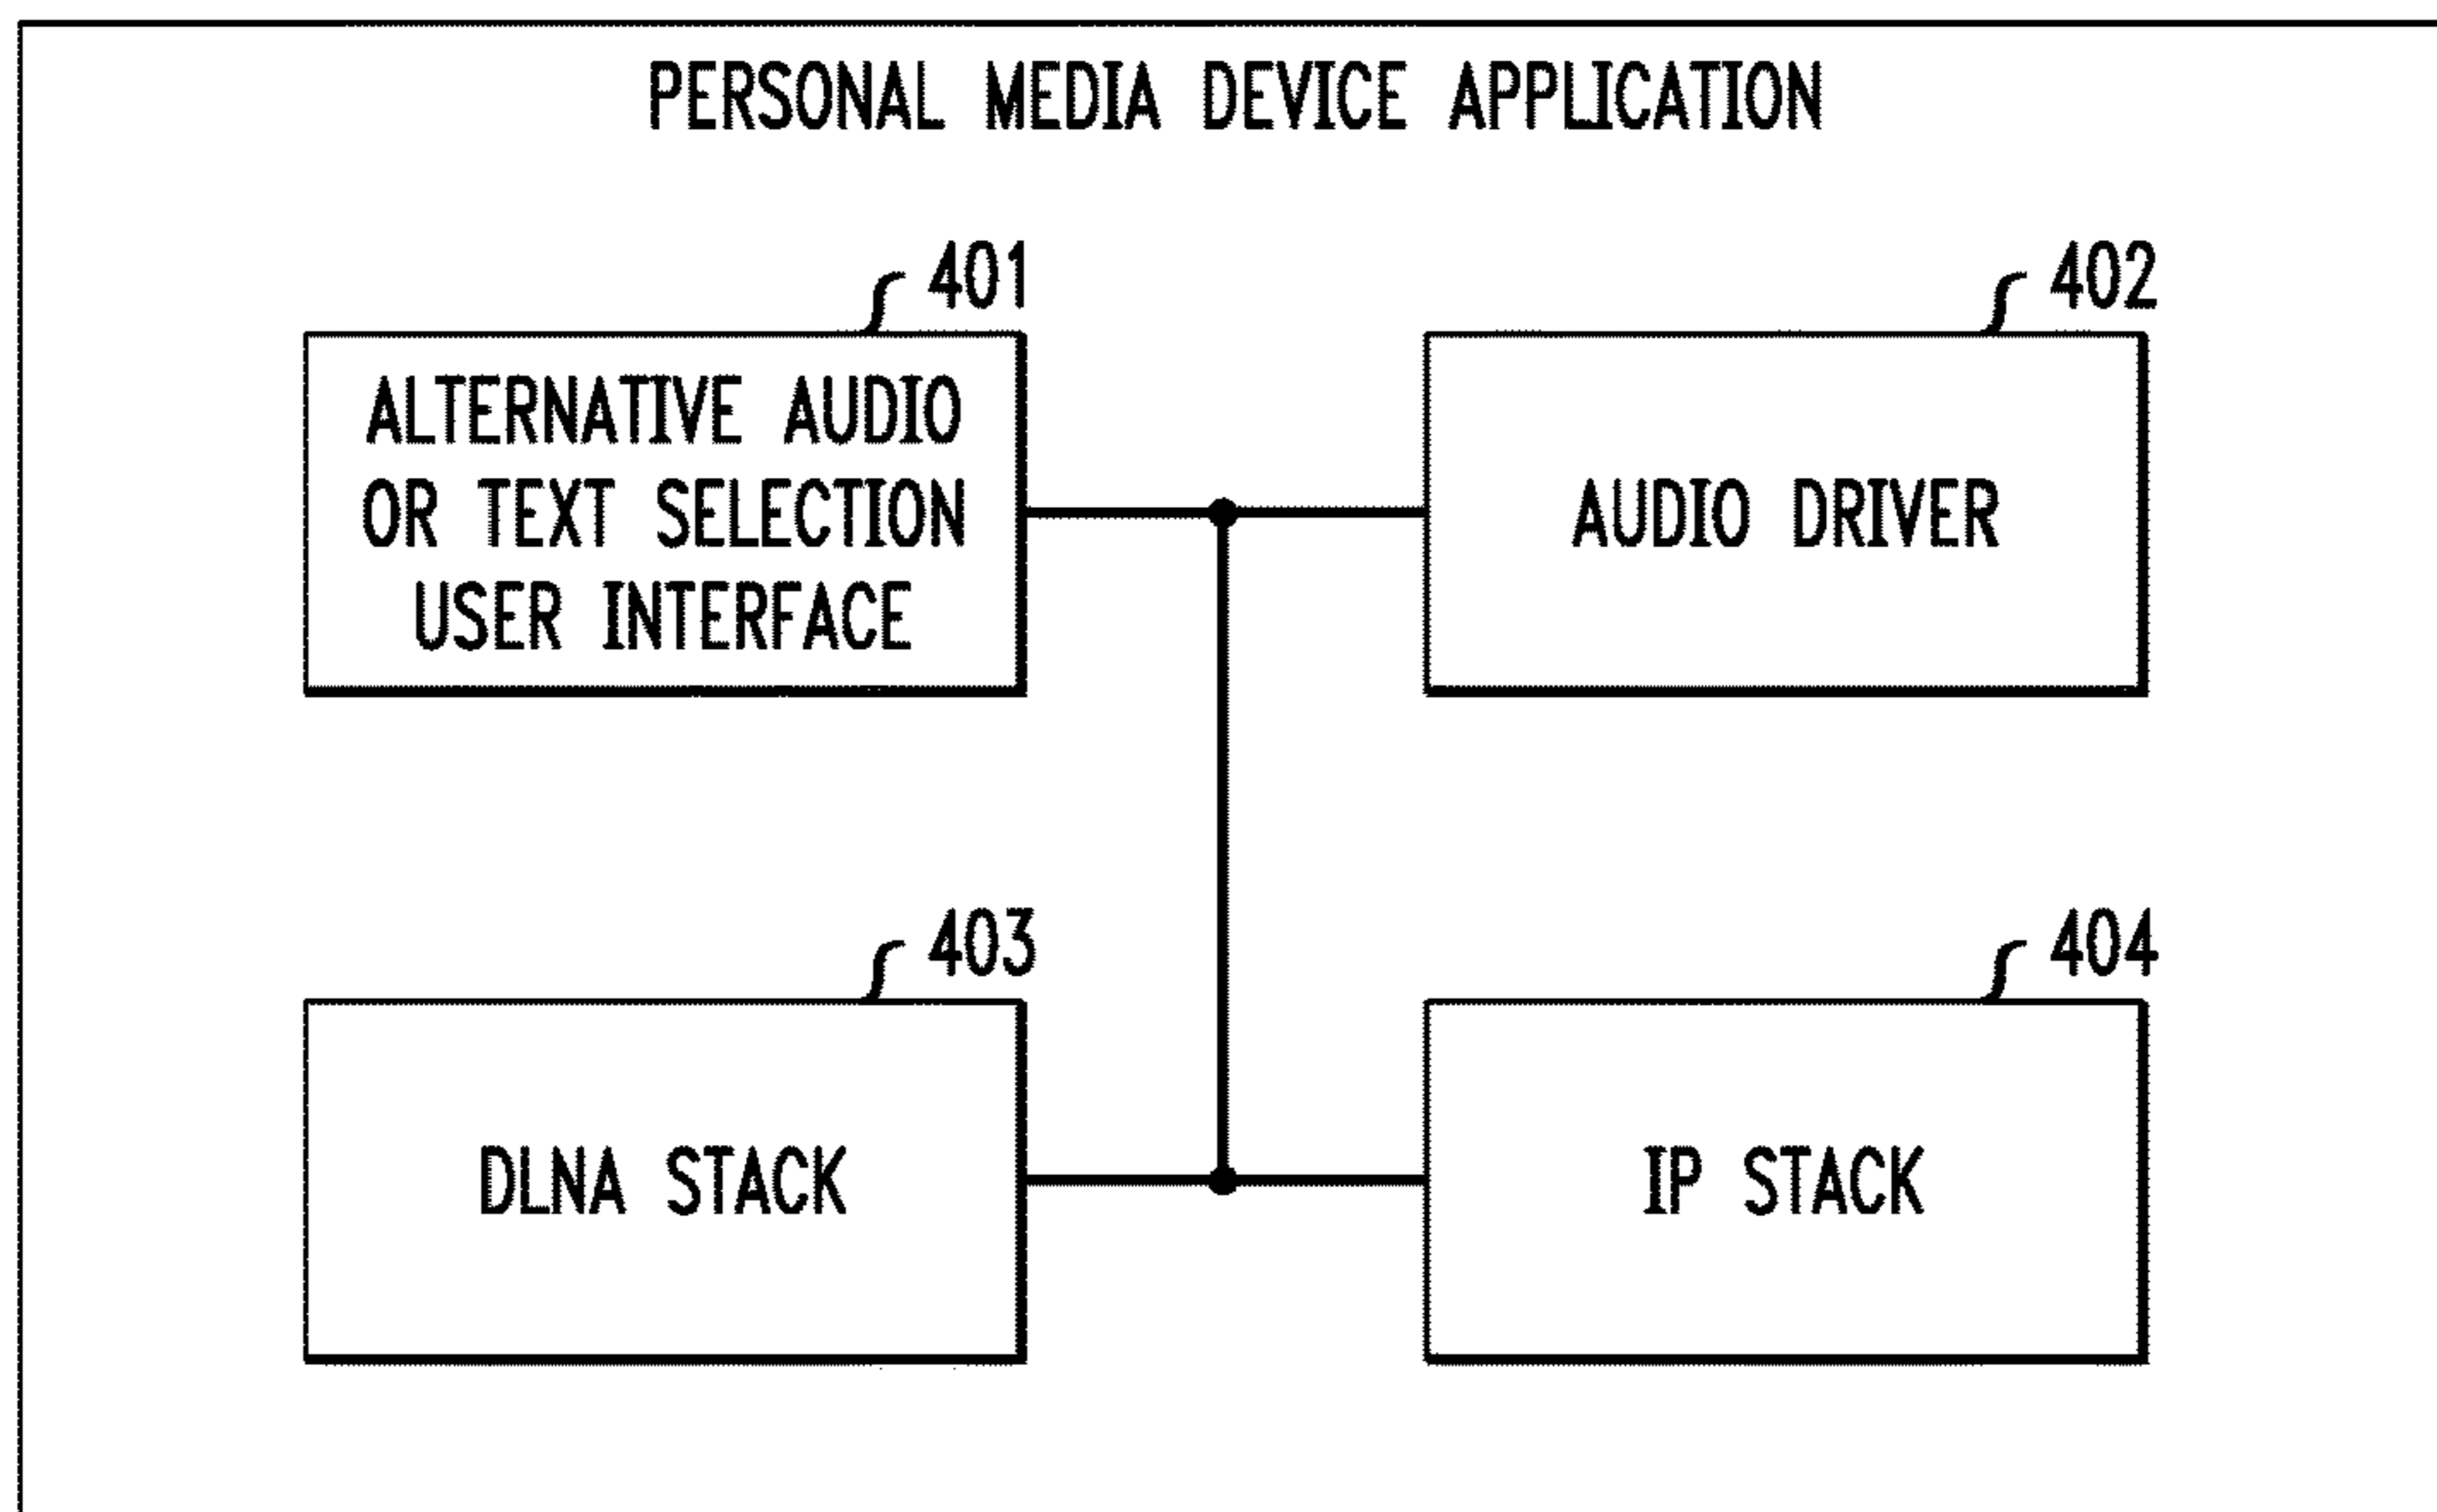 PERSONAL MEDIA DEVICE APPLICATION
401
402
ALTERNATIVE AUDIO
OR TEXT SELECTION
USER INTERFACE
AUDIO DRIVER
403
404
DLNA STACK
IP STACK